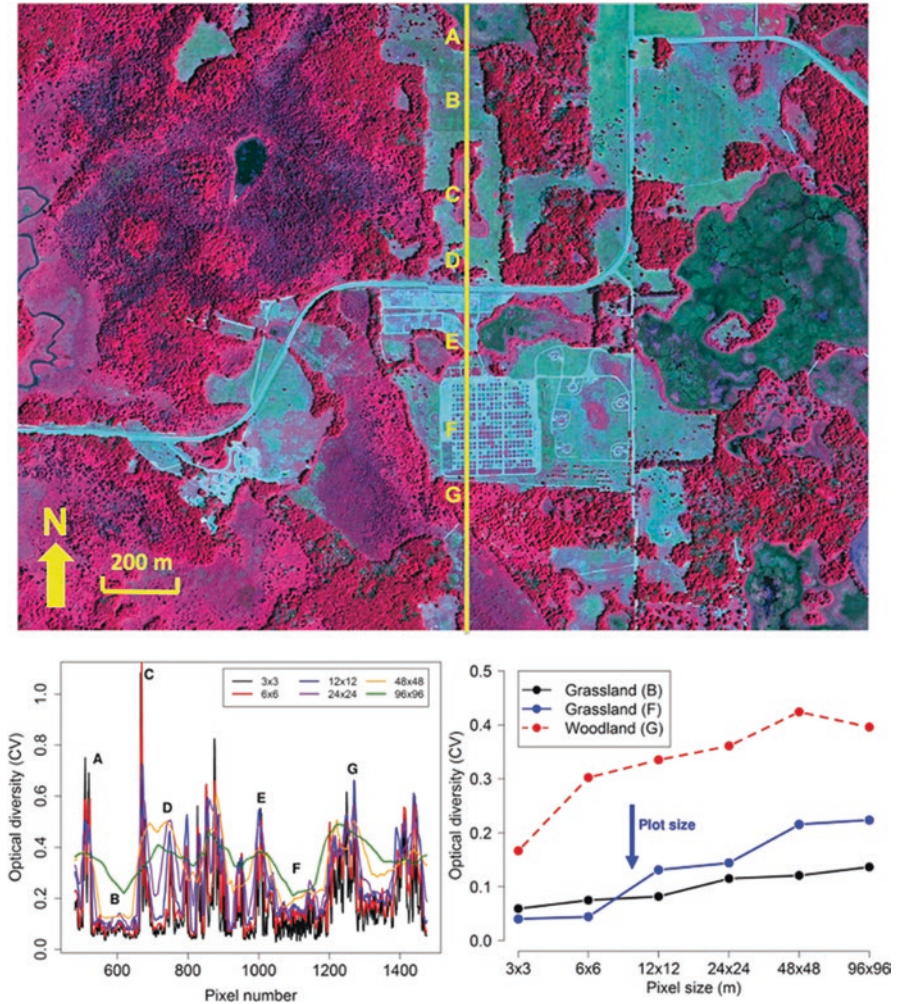 A
B
C
D
E
F
G
N
200 m
Optical diversity (CV)
1.0
0.8
0.6
0.4
0.2
0.0
3x3
6x6
12x12
24x24
48x48
96x96
A
B
C
D
E
F
G
600
800
1000
1200
1400
Pixel number
Optical diversity (CV)
0.5
0.4
0.3
0.2
0.1
0.0
Grassland (B)
Grassland (F)
Woodland (G)
Plot size
3x3
6x6
12x12
24x24
48x48
96x96
Pixel size (m)